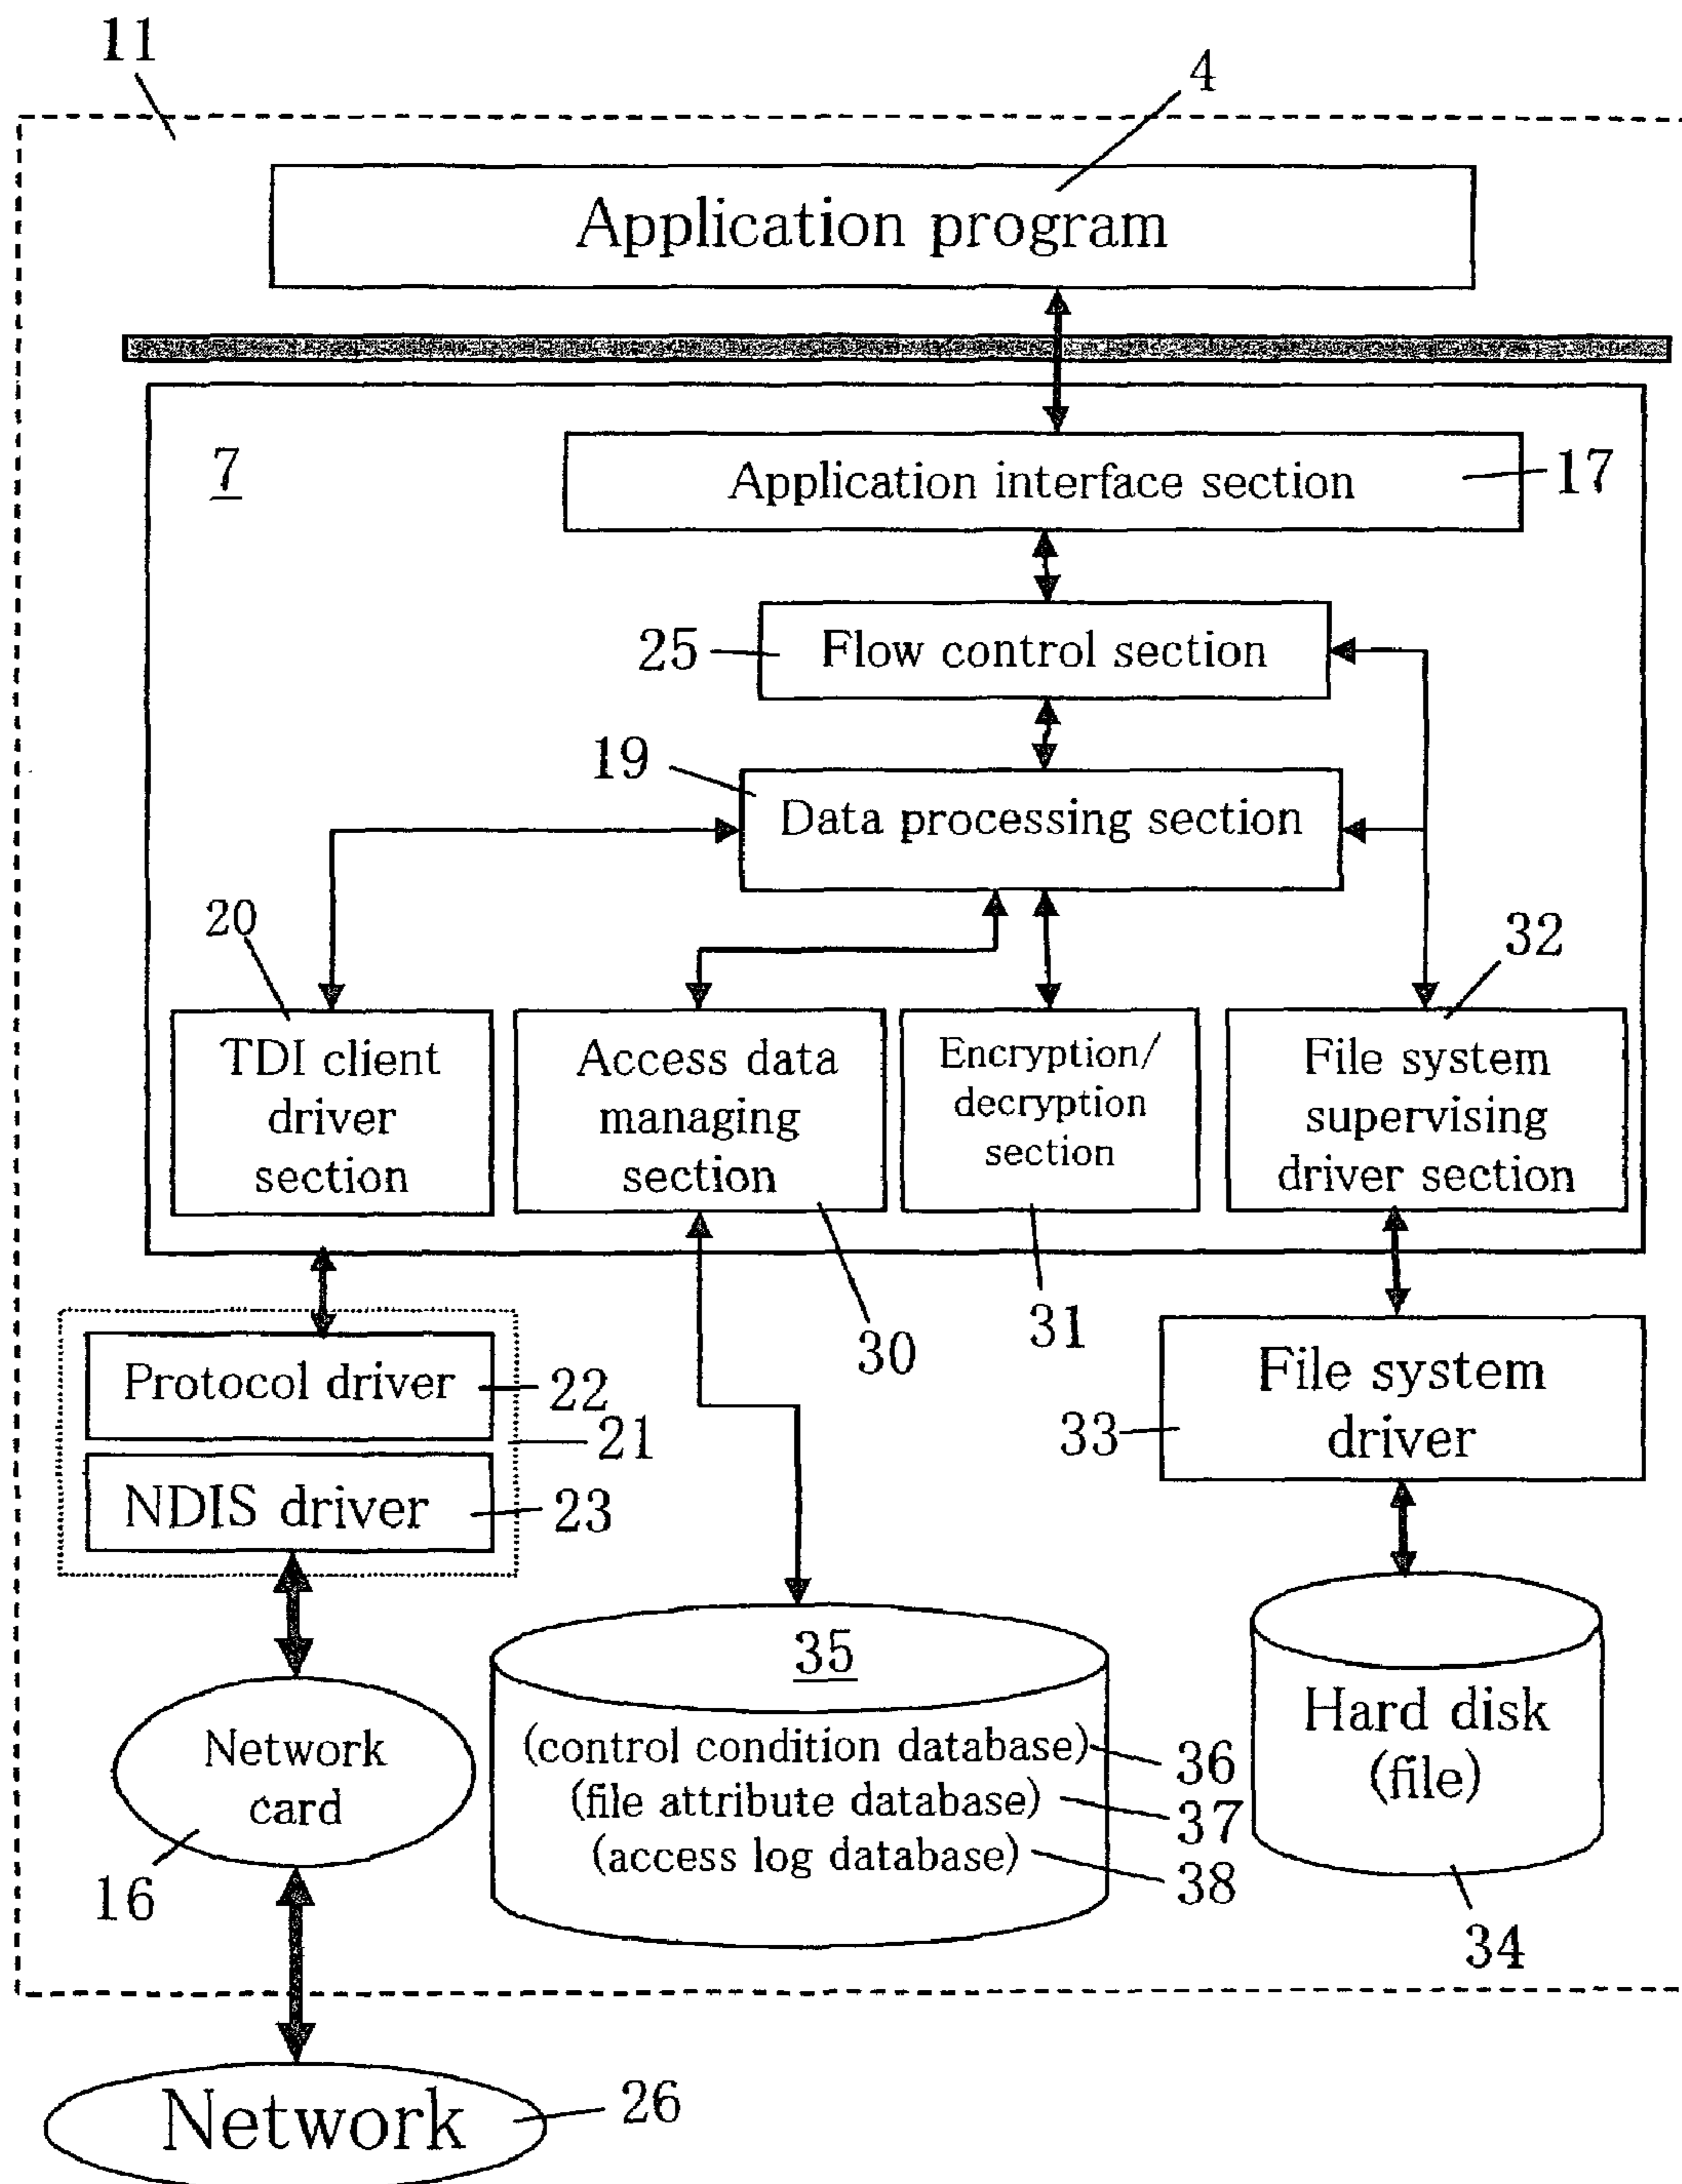 11
4
Application program
7
Application interface section
17
25
Flow control section
19
Data processing section
20
32
TDI client
driver
section
Access data
managing
section
Encryption/
decryption
section
File system
supervising
driver section
30
31
Protocol driver
22
21
NDIS driver
23
File system
driver
33
35
(control condition database)
36
(file attribute database)
37
(access log database)
38
Hard disk
(file)
34
Network
card
16
Network
26